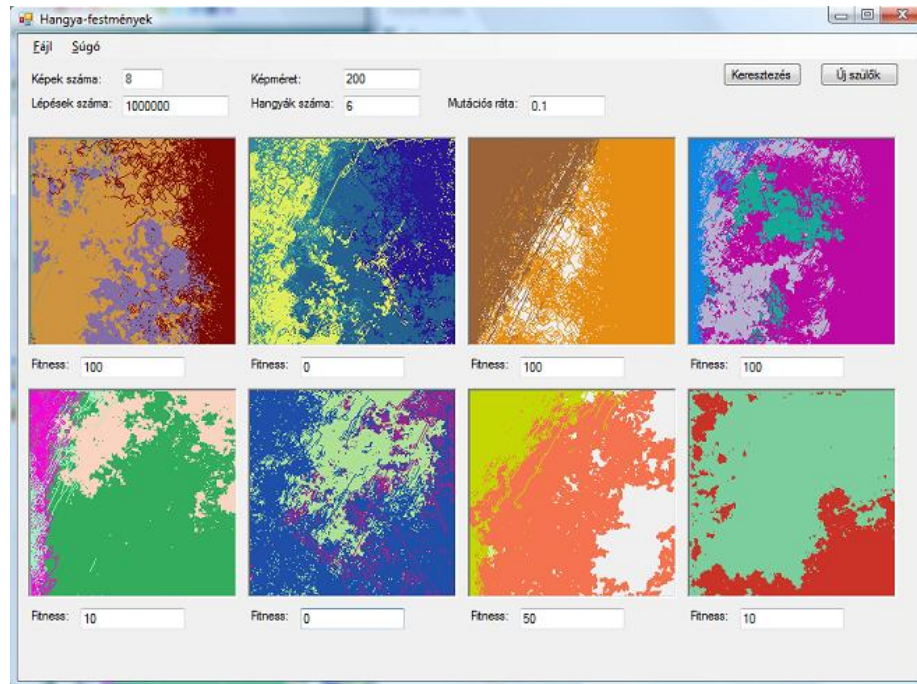 Hangya-festmények
Fájl Súgó
Képek száma: 8 Képméret: 200 Keresztezés Új szülők
Lépések száma: 1000000 Hangyák száma: 6 Mutációs ráta: 0.1
Fitness: 100 Fitness: 0 Fitness: 100 Fitness: 100
Fitness: 10 Fitness: 0 Fitness: 50 Fitness: 10